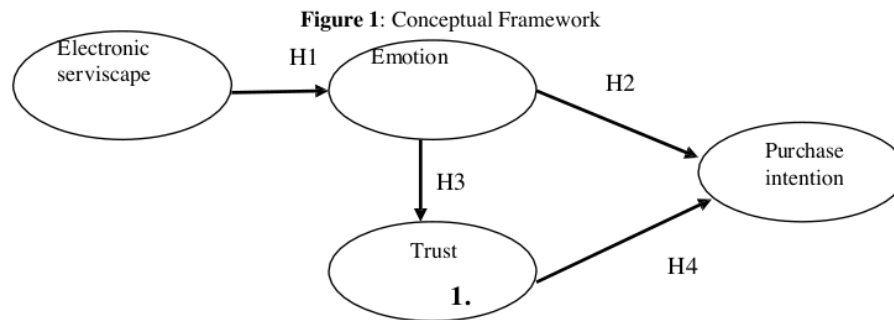 Figure 1: Conceptual Framework
Electronic
serviscape
H1
Emotion
H2
Purchase
intention
H3
Trust
1.
H4